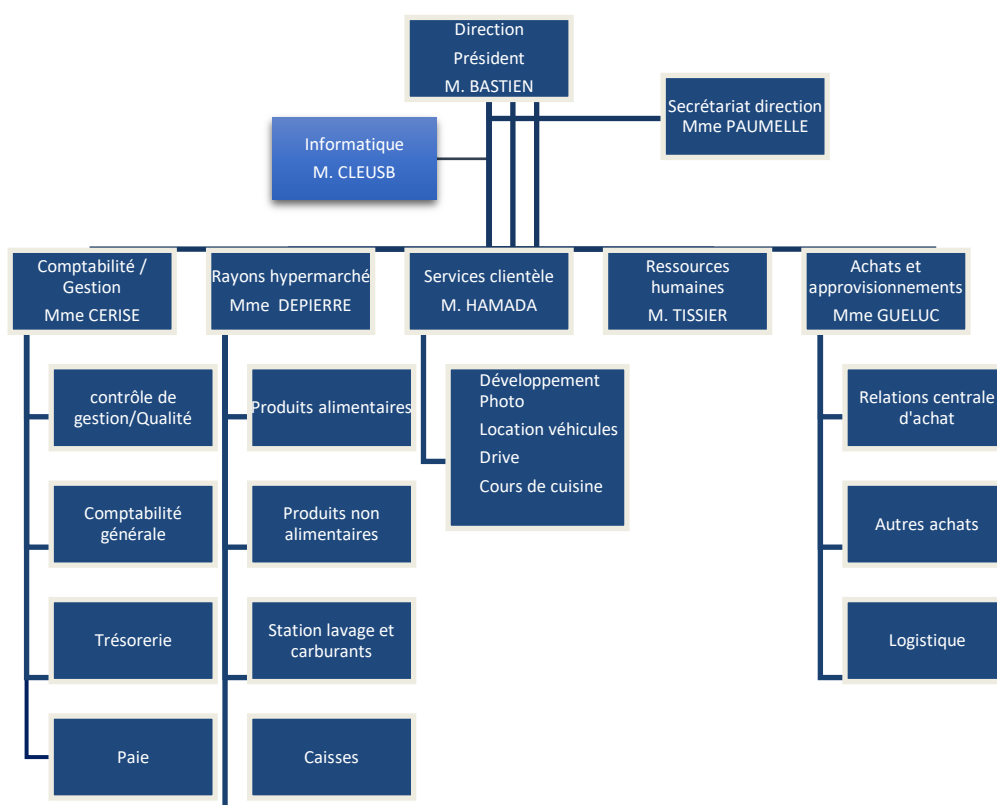 Direction
Président
M. BASTIEN
Secrétariat direction
Mme PAUMELLE
Informatique
M. CLEUSB
Comptabilité /
Gestion
Mme CERISE
Rayons hypermarché
Mme DEPIERRE
Services clientèle
M. HAMADA
Ressources
humaines
M. TISSIER
Achats et
approvisionnements
Mme GUELUC
contrôle de
gestion/Qualité
Produits alimentaires
Développement
Photo
Location véhicules
Drive
Cours de cuisine
Relations centrale
d'achat
Comptabilité
générale
Produits non
alimentaires
Autres achats
Trésorerie
Station lavage et
carburants
Logistique
Paie
Caisses